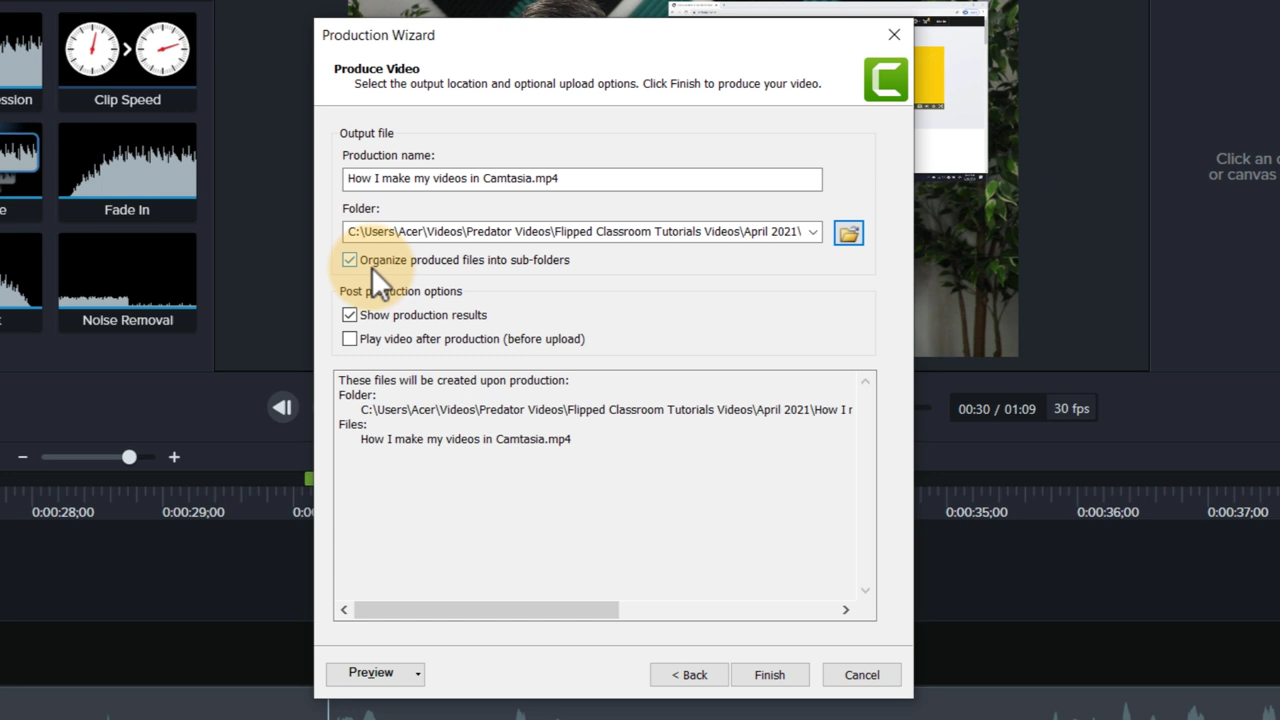 Production Wizard
Produce Video
Select the output location and optional upload options. Click Finish to produce your video.
Output file
Production name:
How I make my videos in Camtasia.mp4
Folder:
C:\Users\Acer\Videos\Predator Videos\Flipped Classroom Tutorials Videos\April 2021\
Organize produced files into sub-folders
Post production options
Show production results
Play video after production (before upload)
These files will be created upon production:
Folder:
C:\Users\Acer\Videos\Predator Videos\Flipped Classroom Tutorials Videos\April 2021\How I
Files:
How I make my videos in Camtasia.mp4
Preview
< Back
Finish
Cancel
ssion
Clip Speed
e
Fade In
t
Noise Removal
Click an
or canvas
00:30 / 01:09
30 fps
0:00:28;00
0:00:29;00
0:0
0:00:35;00
0:00:36;00
0:00:37;00